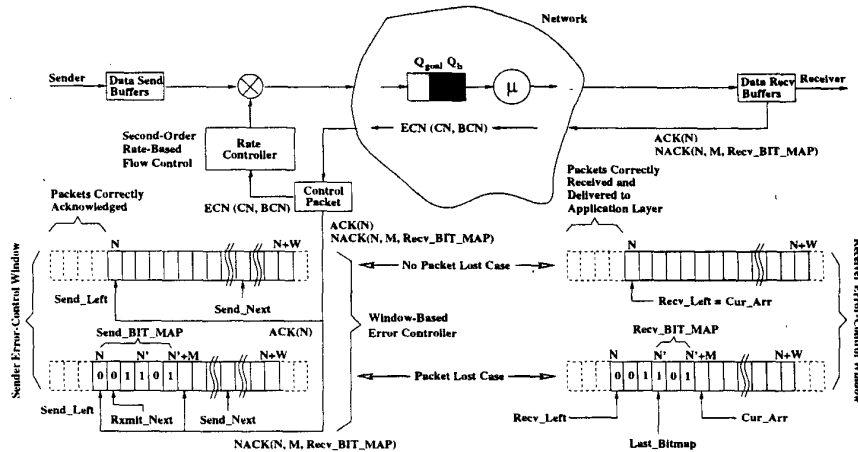 Network
Sender
Data Send
Buffers
Q_goal Q_h
μ
Data Recv
Buffers
Receiver
ECN (CN, BCN)
ACK(N)
NACK(N, M, Recv_BIT_MAP)
Second-Order
Rate-Based
Flow Control
Rate
Controller
Control
Packet
ECN (CN, BCN)
Packets Correctly
Acknowledged
ACK(N)
NACK(N, M, Recv_BIT_MAP)
Packets Correctly
Received and
Delivered to
Application Layer
N
N+W
N
N+W
No Packet Lost Case
Send_Left
Send_Next
ACK(N)
Recv_Left = Cur_Arr
Sender Error-Control Window
Window-Based
Error Controller
Receiver Error-Control Window
Send_BIT_MAP
N N' N'+M N+W
0 0 1 1 0 1
Recv_BIT_MAP
N N' N'+M N+W
0 0 1 1 0 1
Packet Lost Case
Send_Left
Rxmit_Next
Send_Next
NACK(N, M, Recv_BIT_MAP)
Recv_Left
Cur_Arr
Last_Bitmap